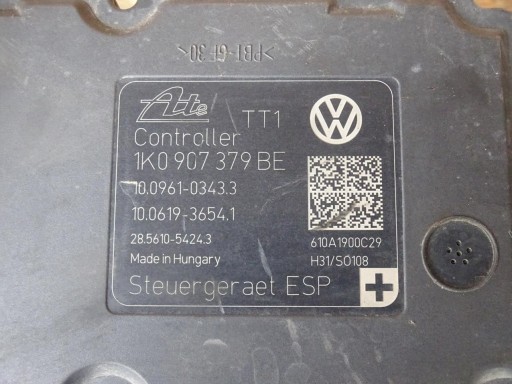 >PBT-GF30<
Ate TT1
Controller
1K0 907 379 BE
10.0961-0343.3
10.0619-3654.1
28.5610-5424.3
610A1900C29
Made in Hungary
H31/SO108
Steuergeraet ESP